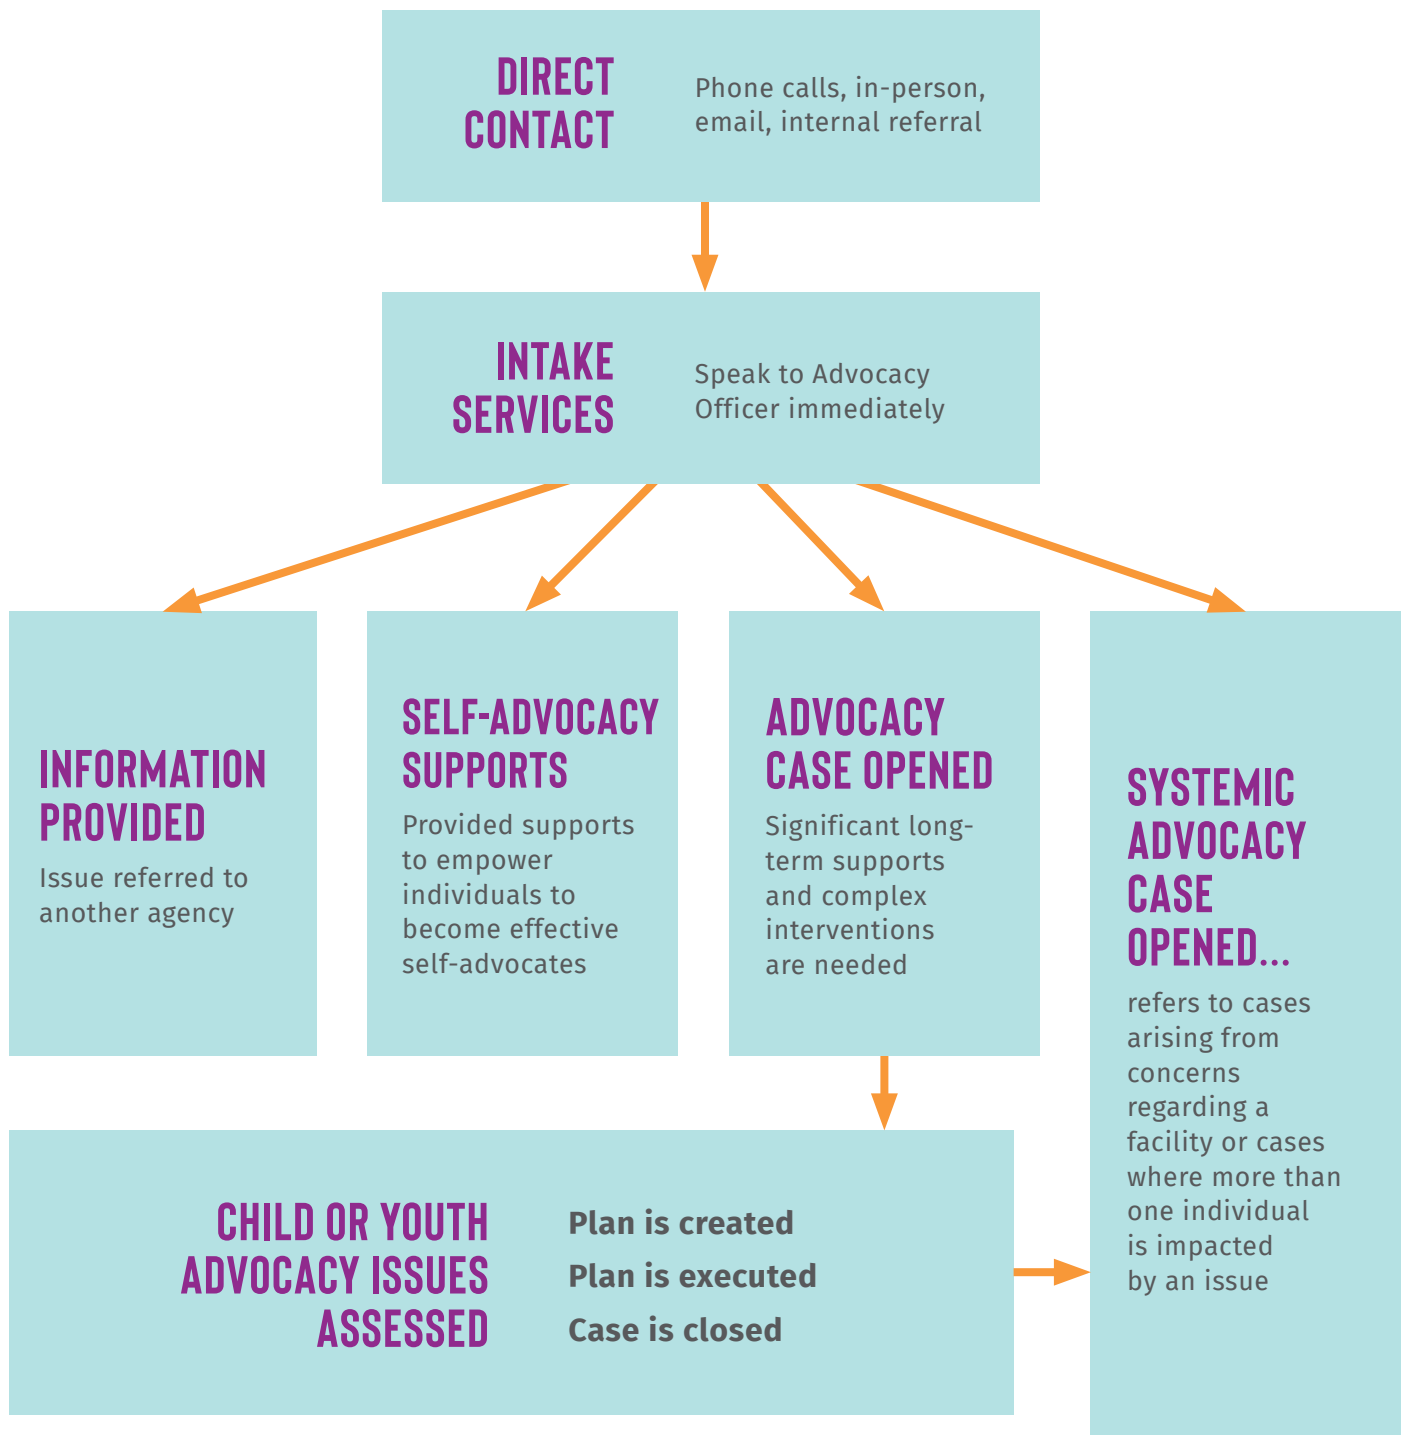 DIRECT
CONTACT
Phone calls, in-person,
email, internal referral
INTAKE
SERVICES
Speak to Advocacy
Officer immediately
INFORMATION
PROVIDED
Issue referred to
another agency
SELF-ADVOCACY
SUPPORTS
Provided supports
to empower
individuals to
become effective
self-advocates
ADVOCACY
CASE OPENED
Significant long-
term supports
and complex
interventions
are needed
SYSTEMIC
ADVOCACY
CASE
OPENED...
refers to cases
arising from
concerns
regarding a
facility or cases
where more than
one individual
is impacted
by an issue
CHILD OR YOUTH
ADVOCACY ISSUES
ASSESSED
Plan is created
Plan is executed
Case is closed